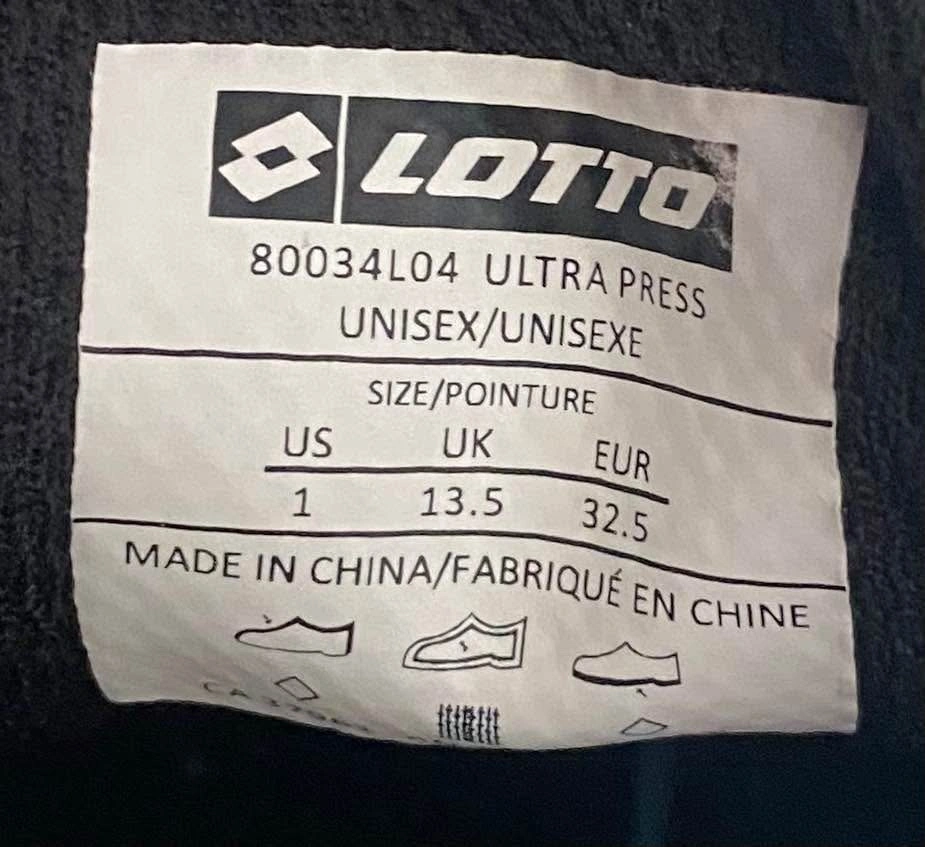 LOTTO
80034L04 ULTRA PRESS
UNISEX/UNISEXE
SIZE/POINTURE
US UK EUR
1 13.5 32.5
MADE IN CHINA/FABRIQUÉ EN CHINE
CA